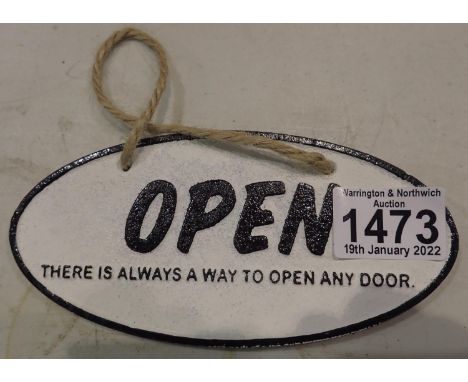 OPEN
THERE IS ALWAYS A WAY TO OPEN ANY DOOR.
Warrington & Northwich
Auction
1473
19th January 2022